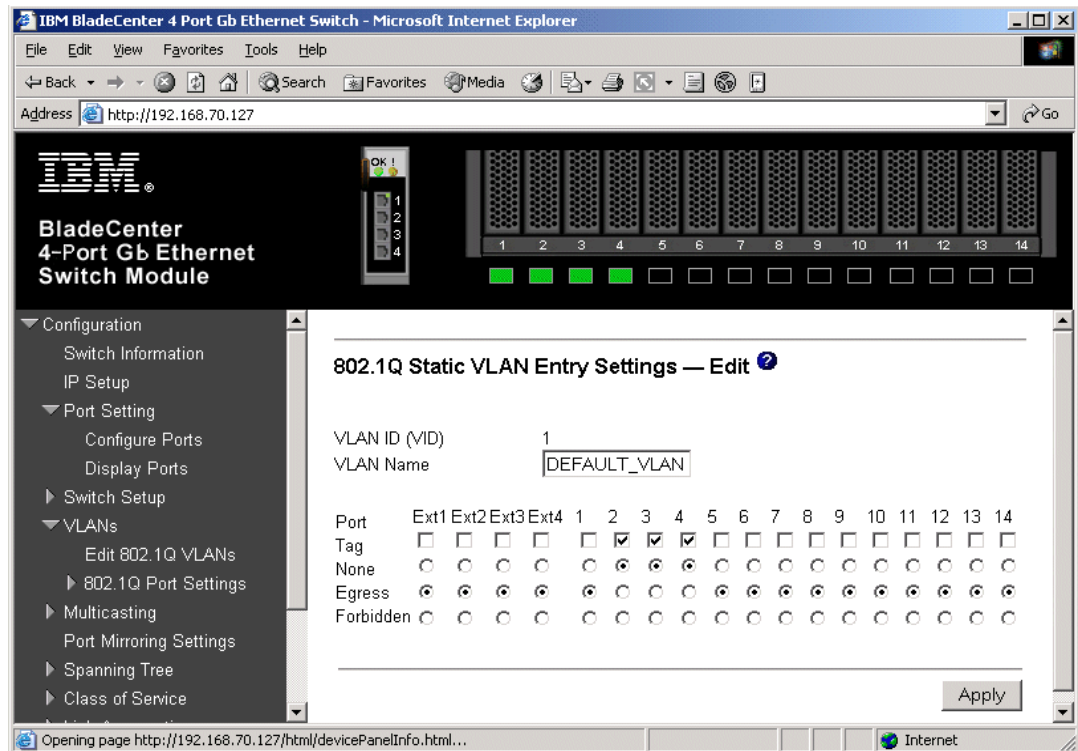 IBM BladeCenter 4 Port Gb Ethernet Switch - Microsoft Internet Explorer
File Edit View Favorites Tools Help
Back Search Favorites Media
Address http://192.168.70.127 Go
IBM®
BladeCenter
4-Port Gb Ethernet
Switch Module
OK !
1
2
3
4
1 2 3 4 5 6 7 8 9 10 11 12 13 14
Configuration
Switch Information
IP Setup
Port Setting
Configure Ports
Display Ports
Switch Setup
VLANs
Edit 802.1Q VLANs
802.1Q Port Settings
Multicasting
Port Mirroring Settings
Spanning Tree
Class of Service
802.1Q Static VLAN Entry Settings — Edit ?
VLAN ID (VID) 1
VLAN Name DEFAULT_VLAN
Port Ext1 Ext2 Ext3 Ext4 1 2 3 4 5 6 7 8 9 10 11 12 13 14
Tag
None
Egress
Forbidden
Apply
Opening page http://192.168.70.127/html/devicePanelInfo.html... Internet